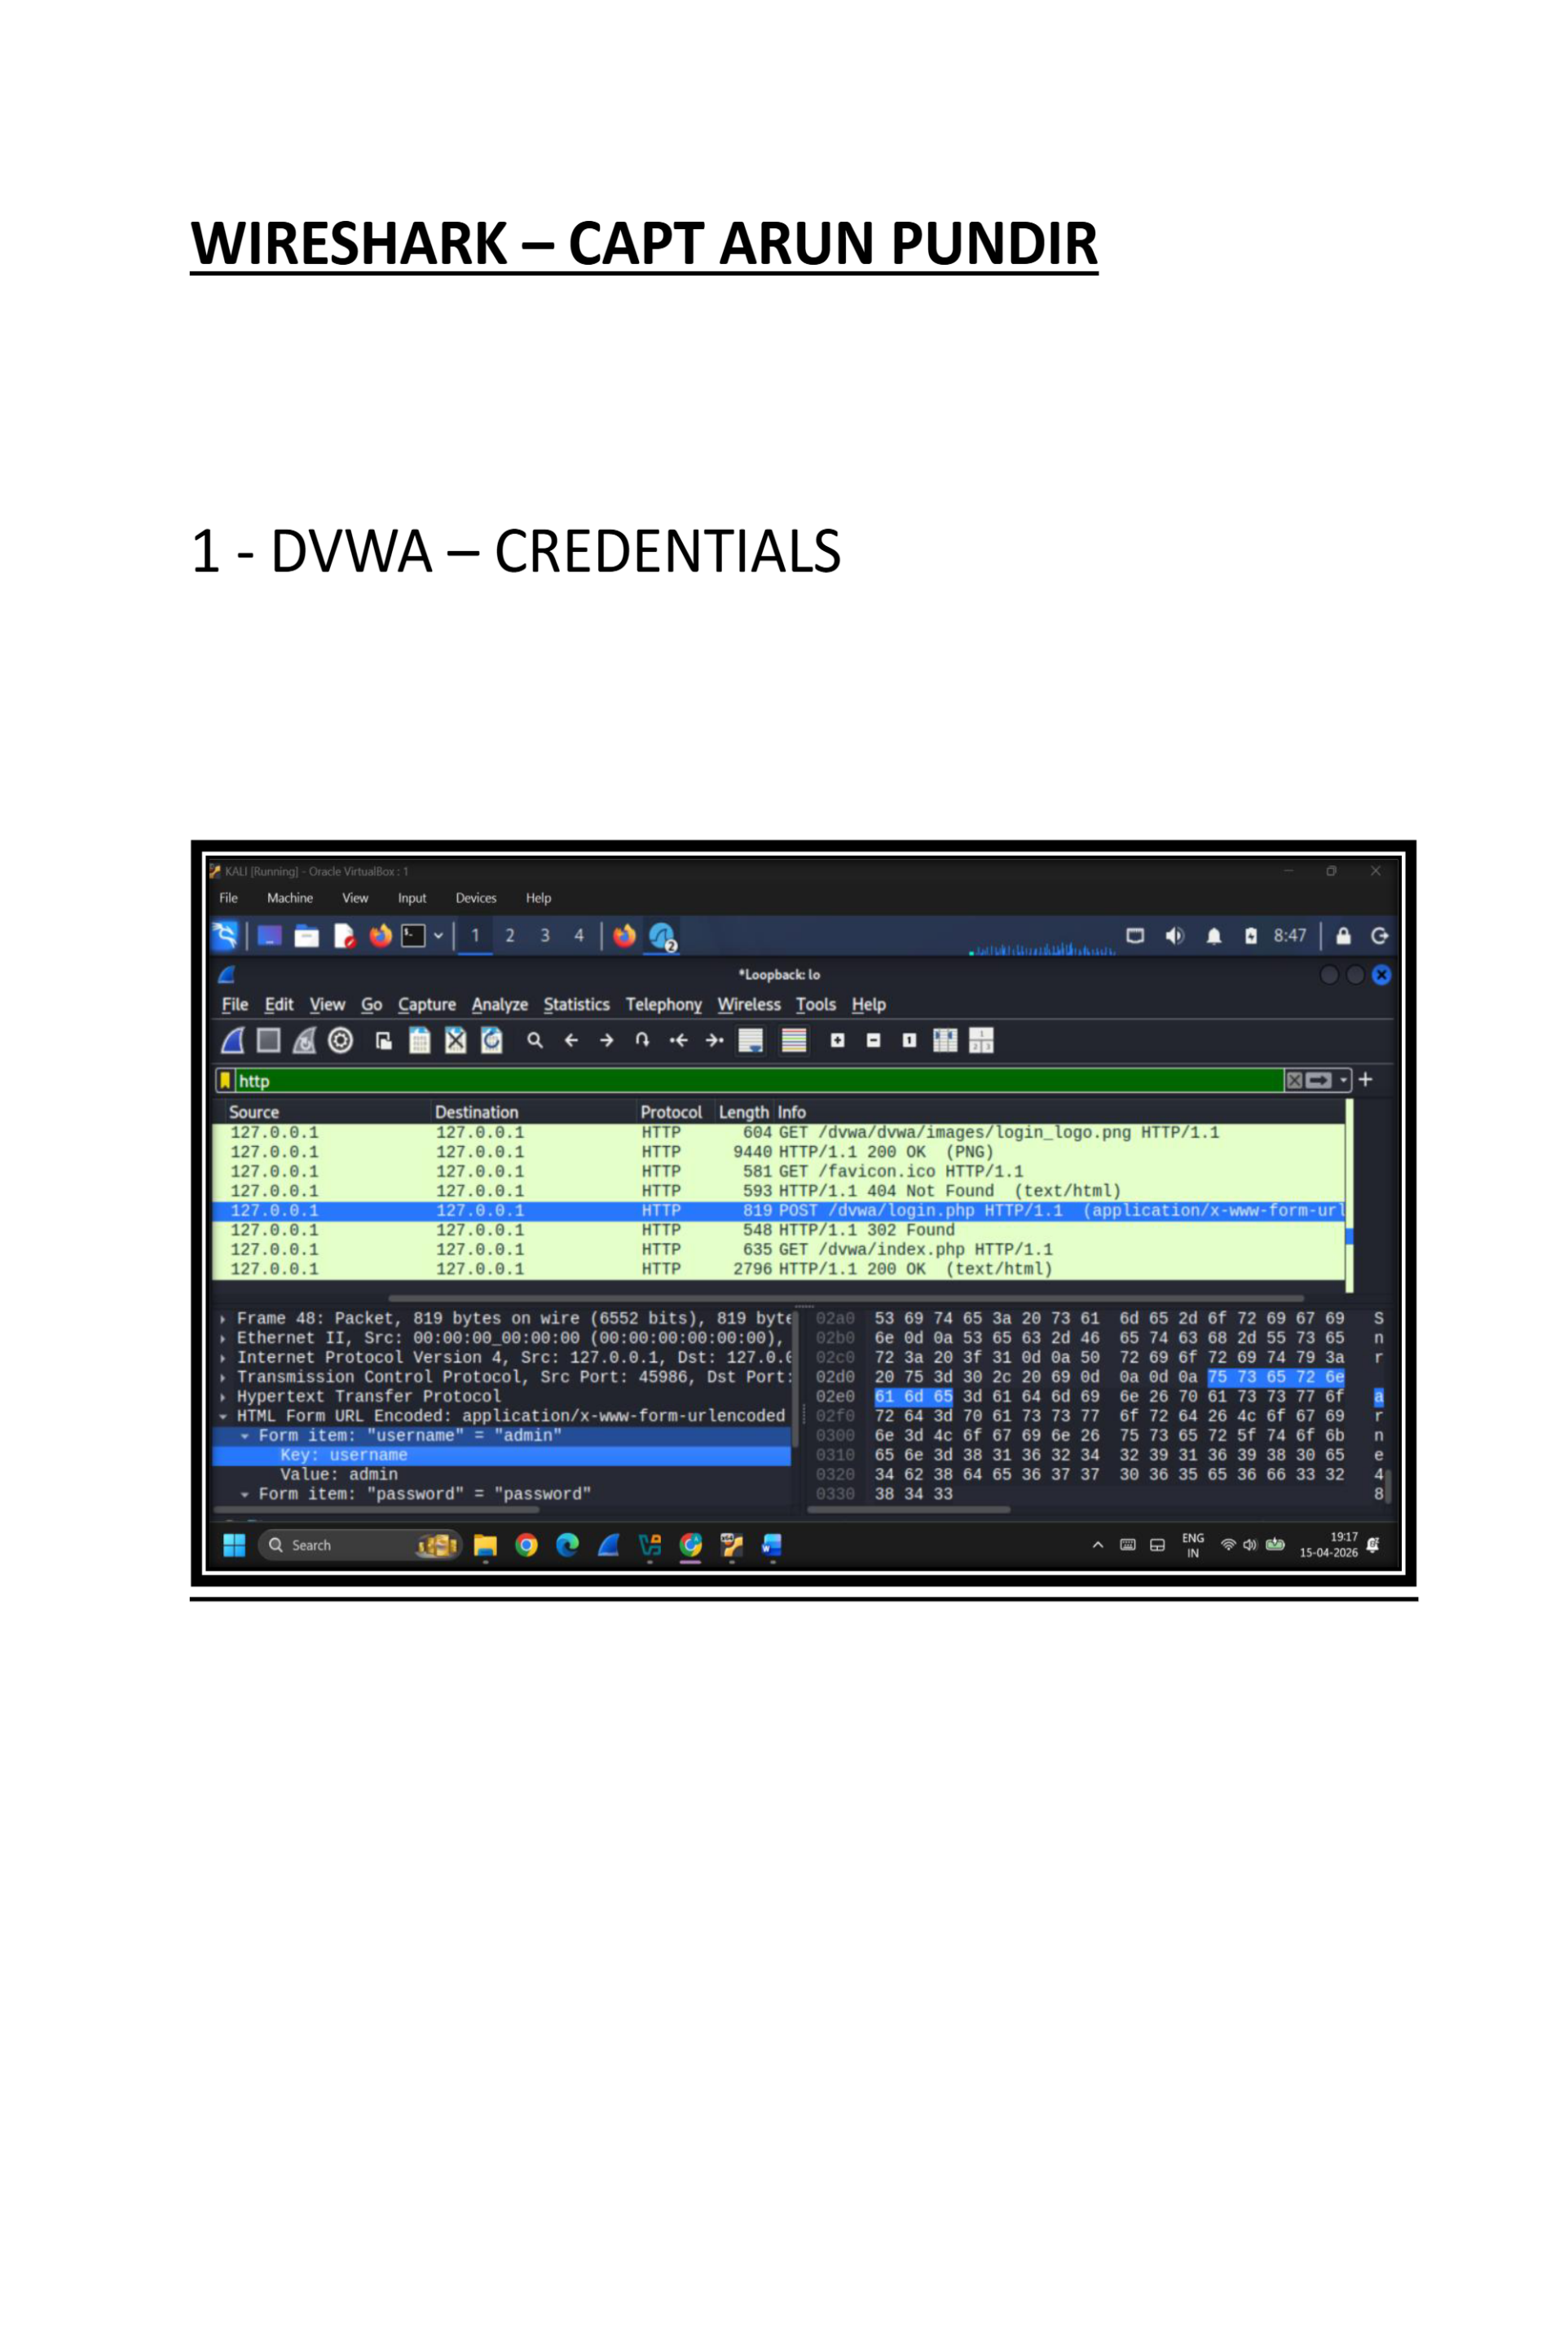 WIRESHARK – CAPT ARUN PUNDIR
1 - DVWA – CREDENTIALS
KALI [Running] - Oracle VirtualBox : 1
File Machine View Input Devices Help
1 2 3 4 2 8:47
*Loopback: lo
File Edit View Go Capture Analyze Statistics Telephony Wireless Tools Help
http
Source Destination Protocol Length Info
127.0.0.1 127.0.0.1 HTTP 604 GET /dvwa/dvwa/images/login_logo.png HTTP/1.1
127.0.0.1 127.0.0.1 HTTP 9440 HTTP/1.1 200 OK (PNG)
127.0.0.1 127.0.0.1 HTTP 581 GET /favicon.ico HTTP/1.1
127.0.0.1 127.0.0.1 HTTP 593 HTTP/1.1 404 Not Found (text/html)
127.0.0.1 127.0.0.1 HTTP 819 POST /dvwa/login.php HTTP/1.1 (application/x-www-form-url
127.0.0.1 127.0.0.1 HTTP 548 HTTP/1.1 302 Found
127.0.0.1 127.0.0.1 HTTP 635 GET /dvwa/index.php HTTP/1.1
127.0.0.1 127.0.0.1 HTTP 2796 HTTP/1.1 200 OK (text/html)
Frame 48: Packet, 819 bytes on wire (6552 bits), 819 byte
Ethernet II, Src: 00:00:00_00:00:00 (00:00:00:00:00:00),
Internet Protocol Version 4, Src: 127.0.0.1, Dst: 127.0.0
Transmission Control Protocol, Src Port: 45986, Dst Port:
Hypertext Transfer Protocol
HTML Form URL Encoded: application/x-www-form-urlencoded
Form item: "username" = "admin"
Key: username
Value: admin
Form item: "password" = "password"
02a0 53 69 74 65 3a 20 73 61 6d 65 2d 6f 72 69 67 69 S
02b0 6e 0d 0a 53 65 63 2d 46 65 74 63 68 2d 55 73 65 n
02c0 72 3a 20 3f 31 0d 0a 50 72 69 6f 72 69 74 79 3a r
02d0 20 75 3d 30 2c 20 69 0d 0a 0d 0a 75 73 65 72 6e
02e0 61 6d 65 3d 61 64 6d 69 6e 26 70 61 73 73 77 6f a
02f0 72 64 3d 70 61 73 73 77 6f 72 64 26 4c 6f 67 69 r
0300 6e 3d 4c 6f 67 69 6e 26 75 73 65 72 5f 74 6f 6b n
0310 65 6e 3d 38 31 36 32 34 32 39 31 36 39 38 30 65 e
0320 34 62 38 64 65 36 37 37 30 36 35 65 36 66 33 32 4
0330 38 34 33 8
Search
ENG
IN
19:17
15-04-2026